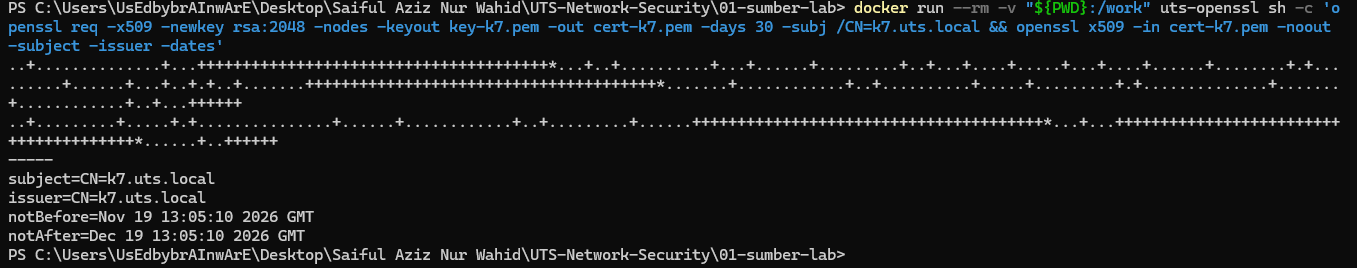 PS C:\Users\UsEdbybrAInwArE\Desktop\Saiful Aziz Nur Wahid\UTS-Network-Security\01-sumber-lab> docker run --rm -v "${PWD}:/work" uts-openssl sh -c 'o
penssl req -x509 -newkey rsa:2048 -nodes -keyout key-k7.pem -out cert-k7.pem -days 30 -subj /CN=k7.uts.local && openssl x509 -in cert-k7.pem -noout
-subject -issuer -dates'
..+..............+...+++++++++++++++++++++++++++++++++++++++*...+..+..........+...+......+.........+..+...+....+.....+...+....+......+........+.+...
.......+......+...+..+.+..+.......+++++++++++++++++++++++++++++++++++++++*.......+............+..+..........+.....+.........+.+..............+.......
+............+..+...++++++
..+.........+.....+.+...............+......+............+..+.........+......+++++++++++++++++++++++++++++++++++++++*...+...+++++++++++++++++++++++++
++++++++++++++*......+..++++++
-----
subject=CN=k7.uts.local
issuer=CN=k7.uts.local
notBefore=Nov 19 13:05:10 2026 GMT
notAfter=Dec 19 13:05:10 2026 GMT
PS C:\Users\UsEdbybrAInwArE\Desktop\Saiful Aziz Nur Wahid\UTS-Network-Security\01-sumber-lab>